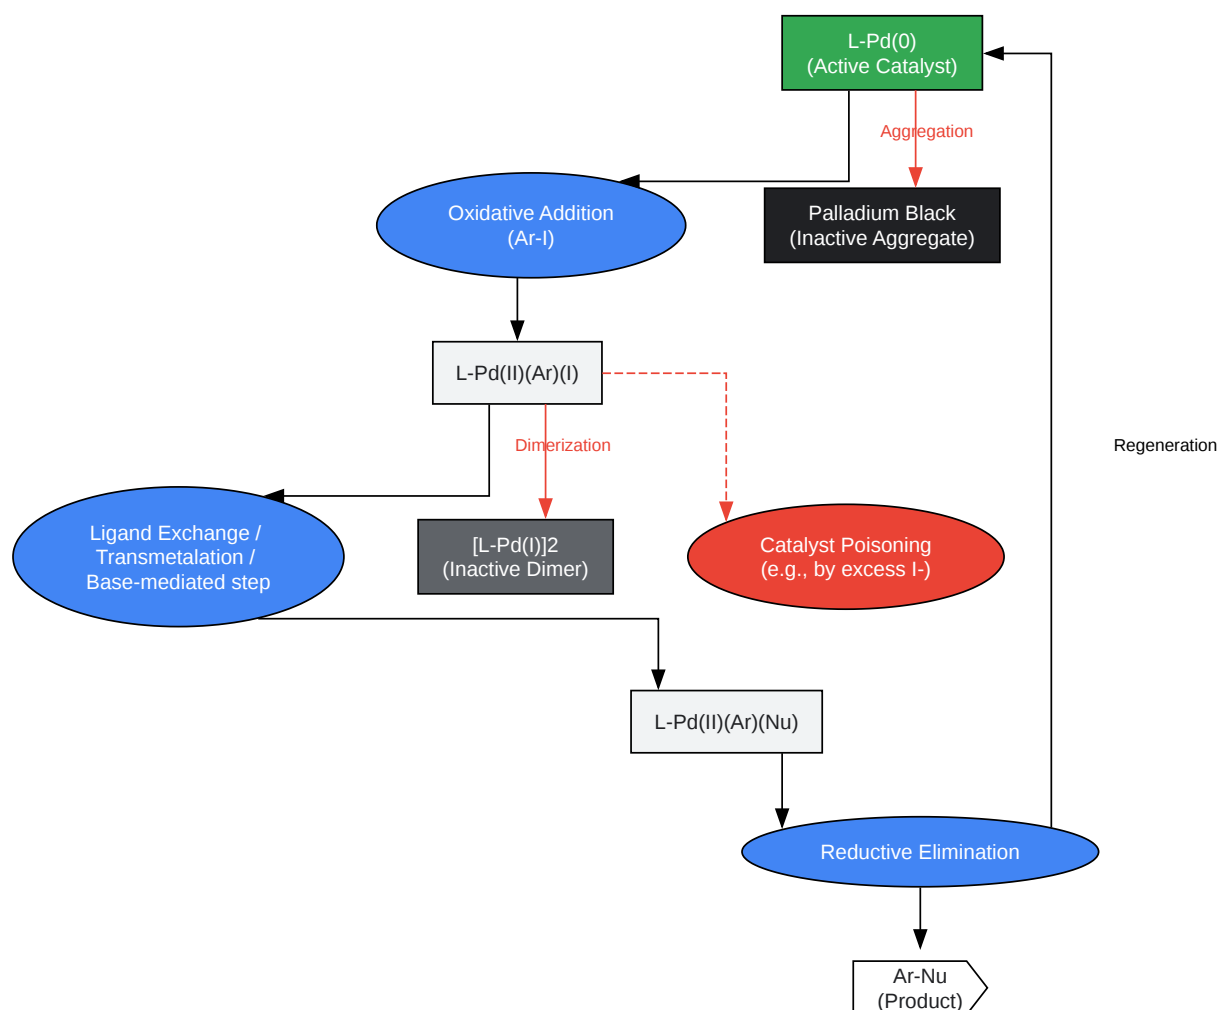 L-Pd(0)
(Active Catalyst)
Aggregation
Oxidative Addition
(Ar-I)
Palladium Black
(Inactive Aggregate)
L-Pd(II)(Ar)(I)
Dimerization
Regeneration
Ligand Exchange /
Transmetalation /
Base-mediated step
[L-Pd(I)]2
(Inactive Dimer)
Catalyst Poisoning
(e.g., by excess I-)
L-Pd(II)(Ar)(Nu)
Reductive Elimination
Ar-Nu
(Product)